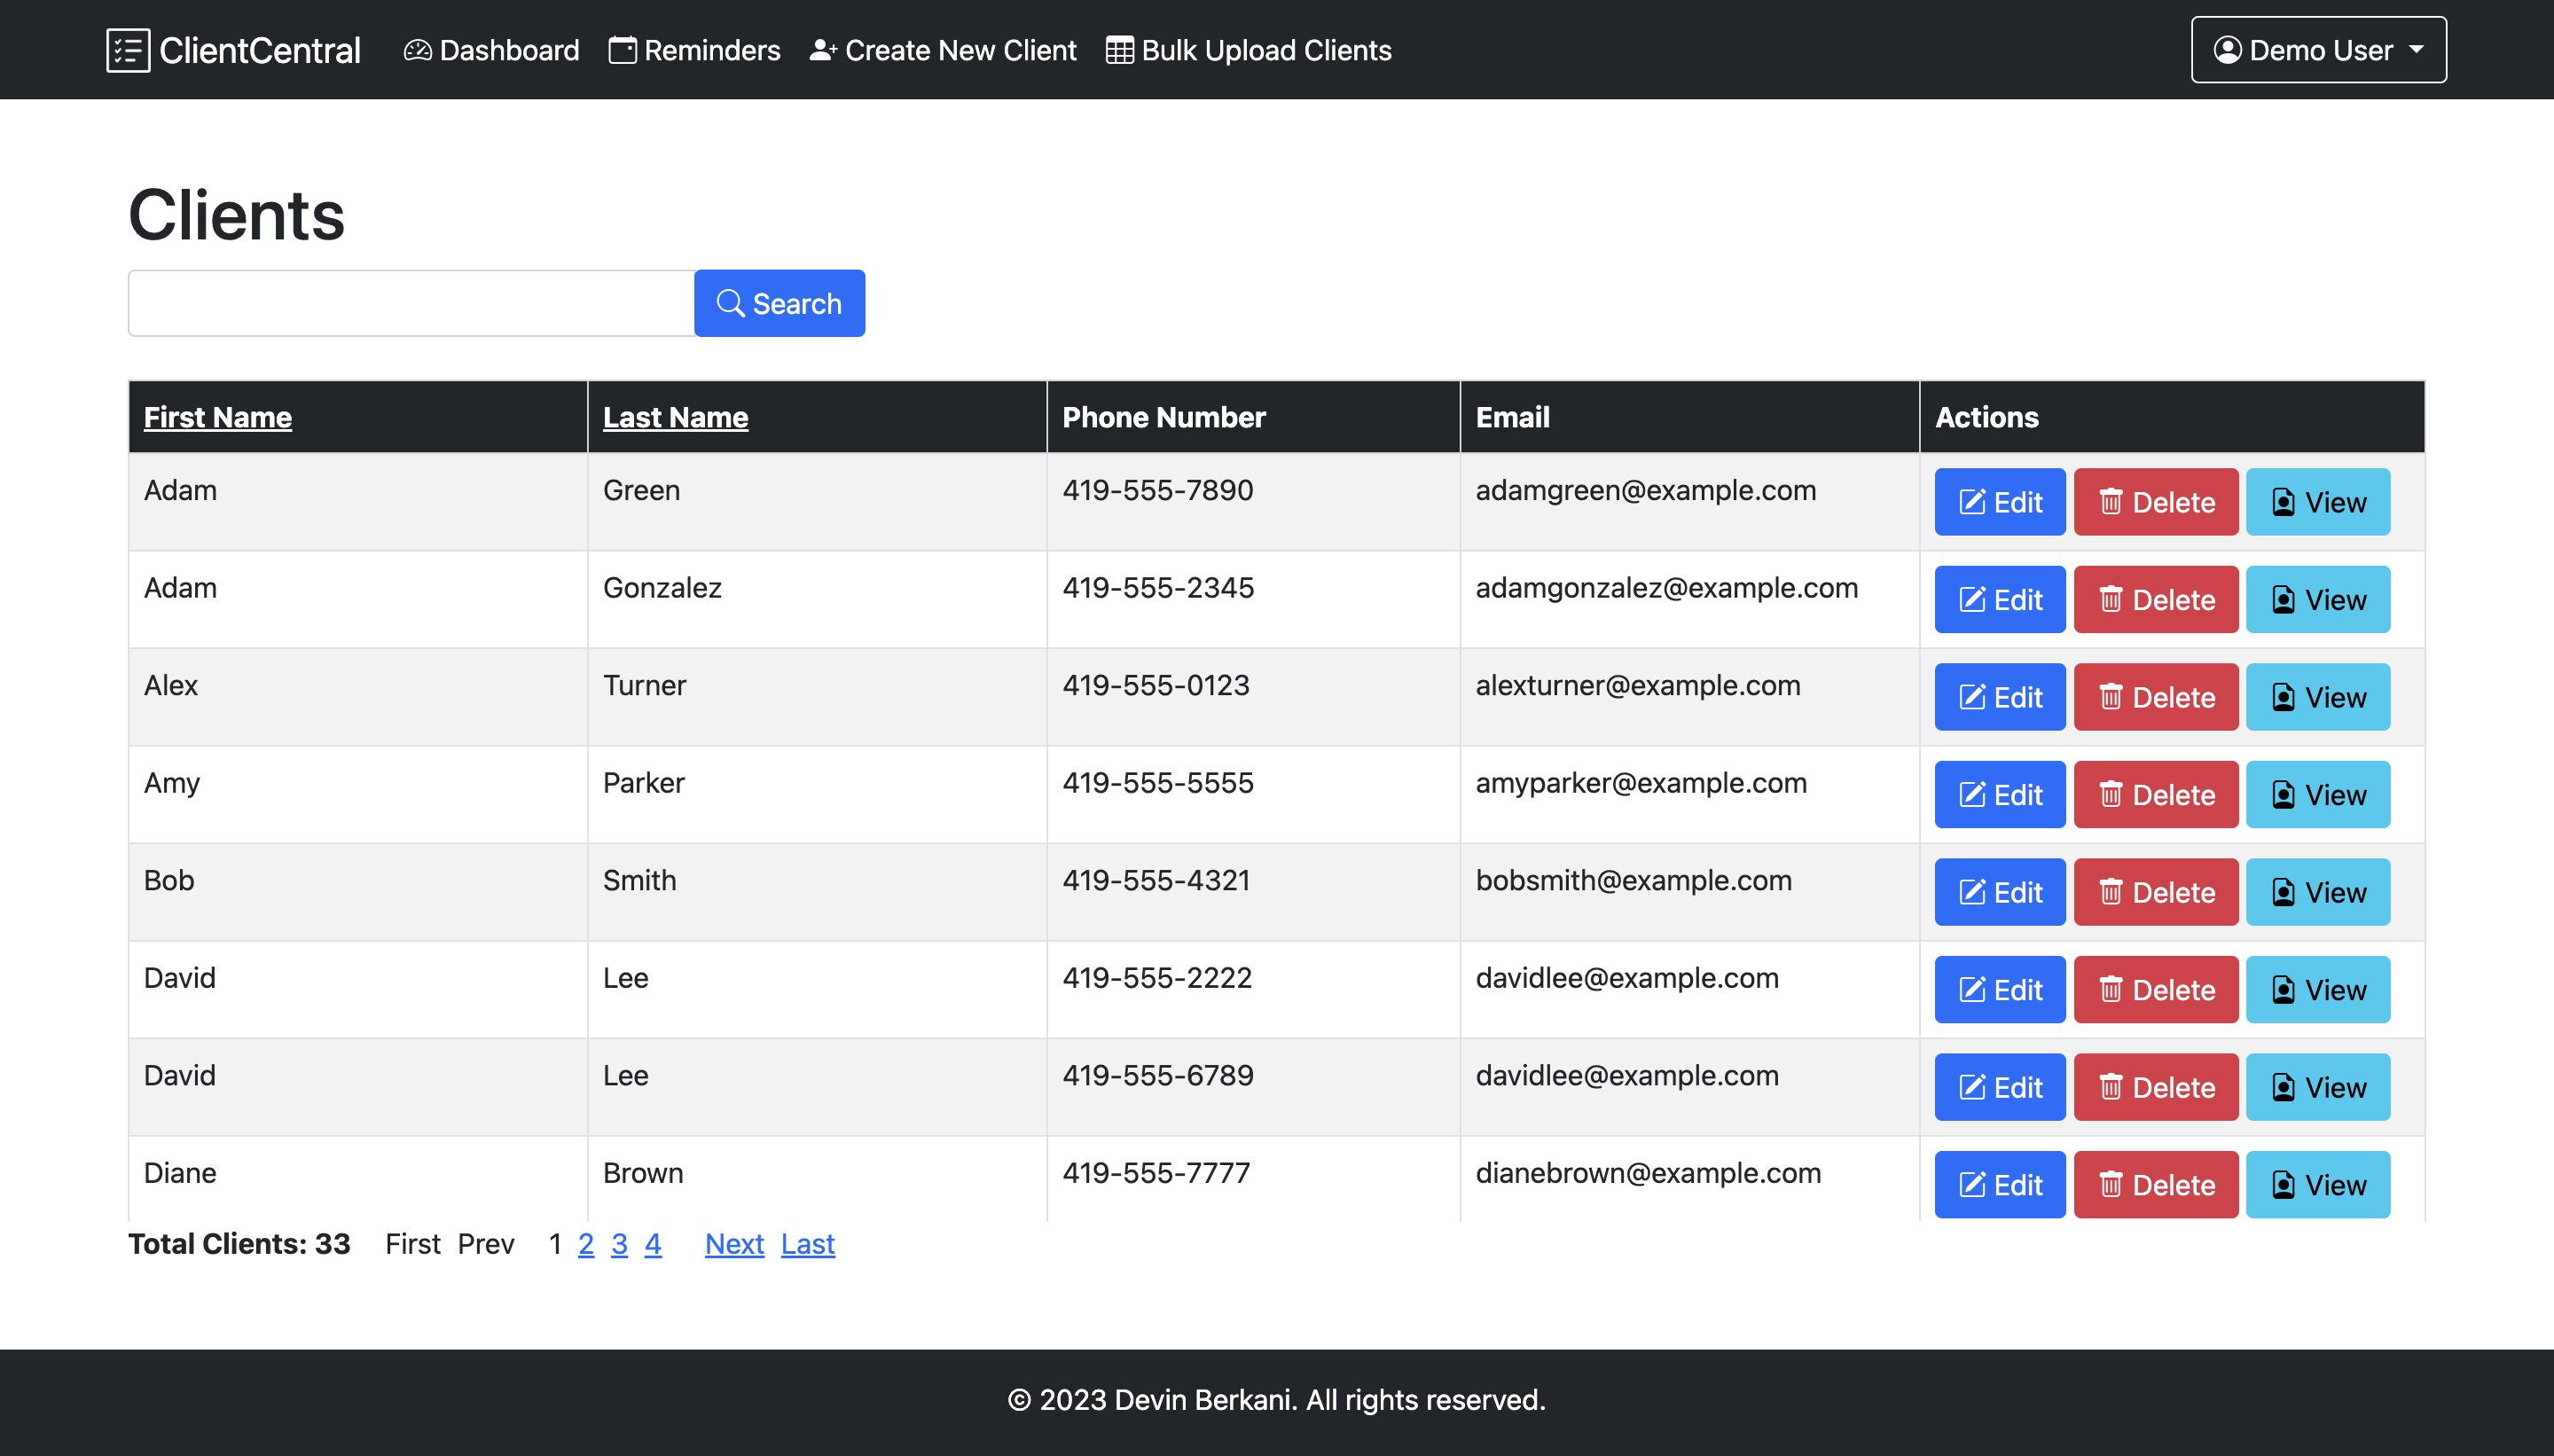 ClientCentral Dashboard Reminders Create New Client Bulk Upload Clients Demo User
Clients
Search
First Name Last Name Phone Number Email Actions
Adam Green 419-555-7890 adamgreen@example.com Edit Delete View
Adam Gonzalez 419-555-2345 adamgonzalez@example.com Edit Delete View
Alex Turner 419-555-0123 alexturner@example.com Edit Delete View
Amy Parker 419-555-5555 amyparker@example.com Edit Delete View
Bob Smith 419-555-4321 bobsmith@example.com Edit Delete View
David Lee 419-555-2222 davidlee@example.com Edit Delete View
David Lee 419-555-6789 davidlee@example.com Edit Delete View
Diane Brown 419-555-7777 dianebrown@example.com Edit Delete View
Total Clients: 33 First Prev 1 2 3 4 Next Last
© 2023 Devin Berkani. All rights reserved.